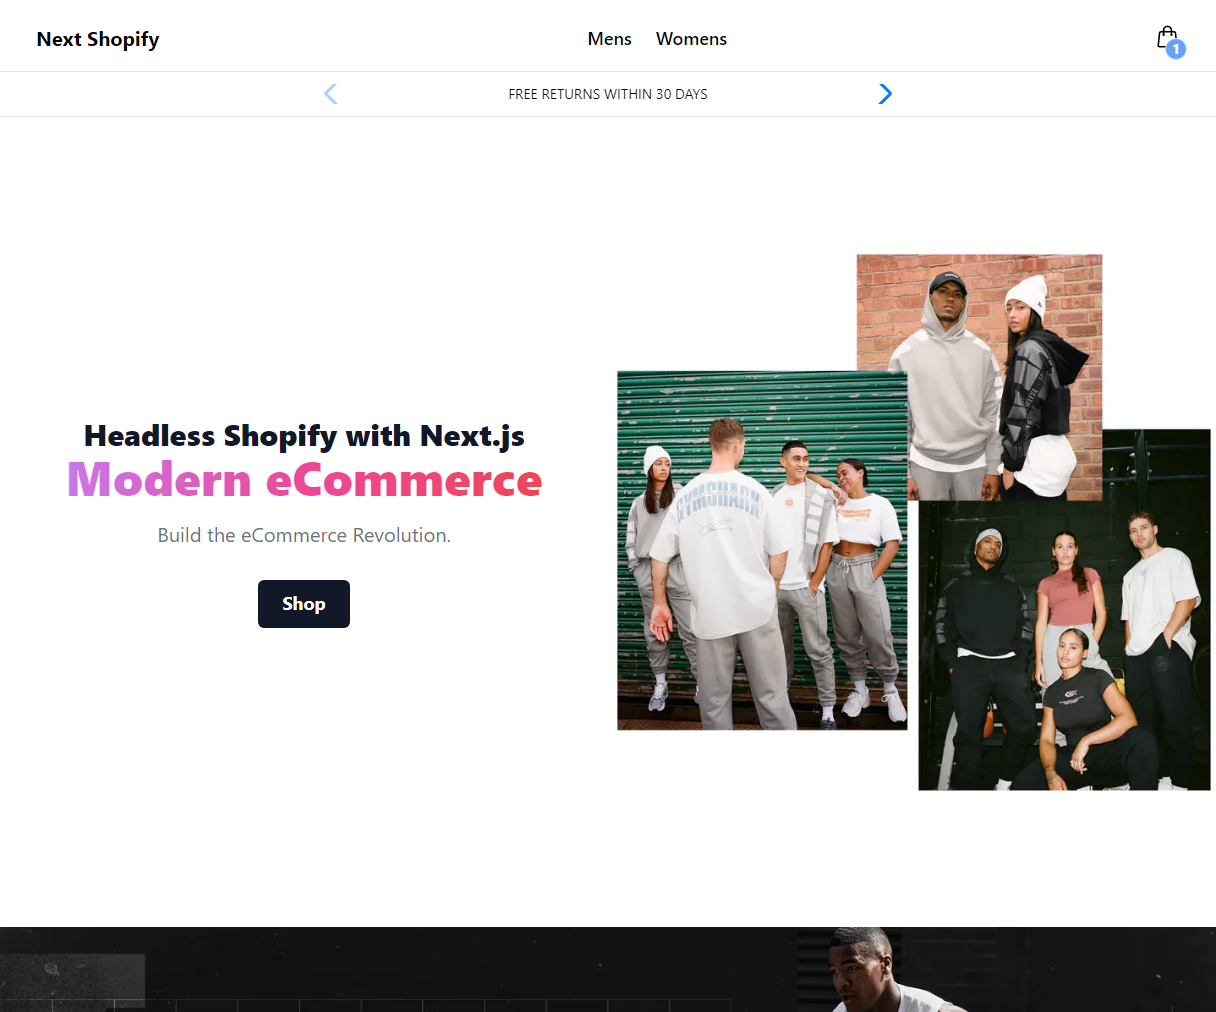 Next Shopify
Mens Womens
1
FREE RETURNS WITHIN 30 DAYS
Headless Shopify with Next.js
Modern eCommerce
Build the eCommerce Revolution.
Shop
GYMSHARK